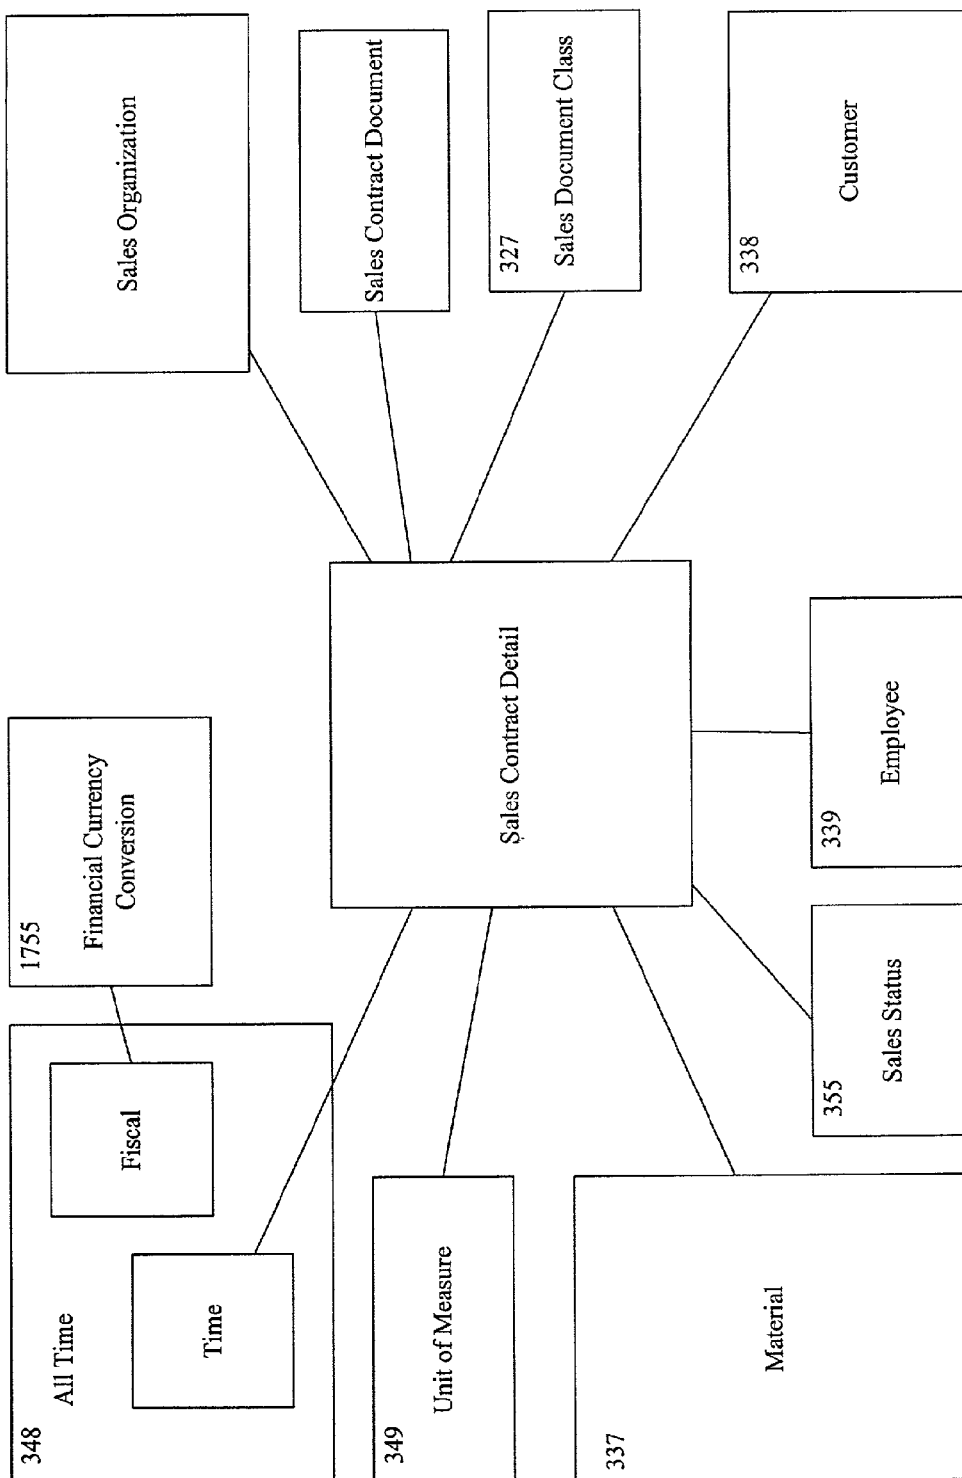 348
All Time
Time
Fiscal
1755
Financial Currency
Conversion
Sales Organization
Sales Contract Document
327
Sales Document Class
338
Customer
Sales Contract Detail
349
Unit of Measure
337
Material
355
Sales Status
339
Employee